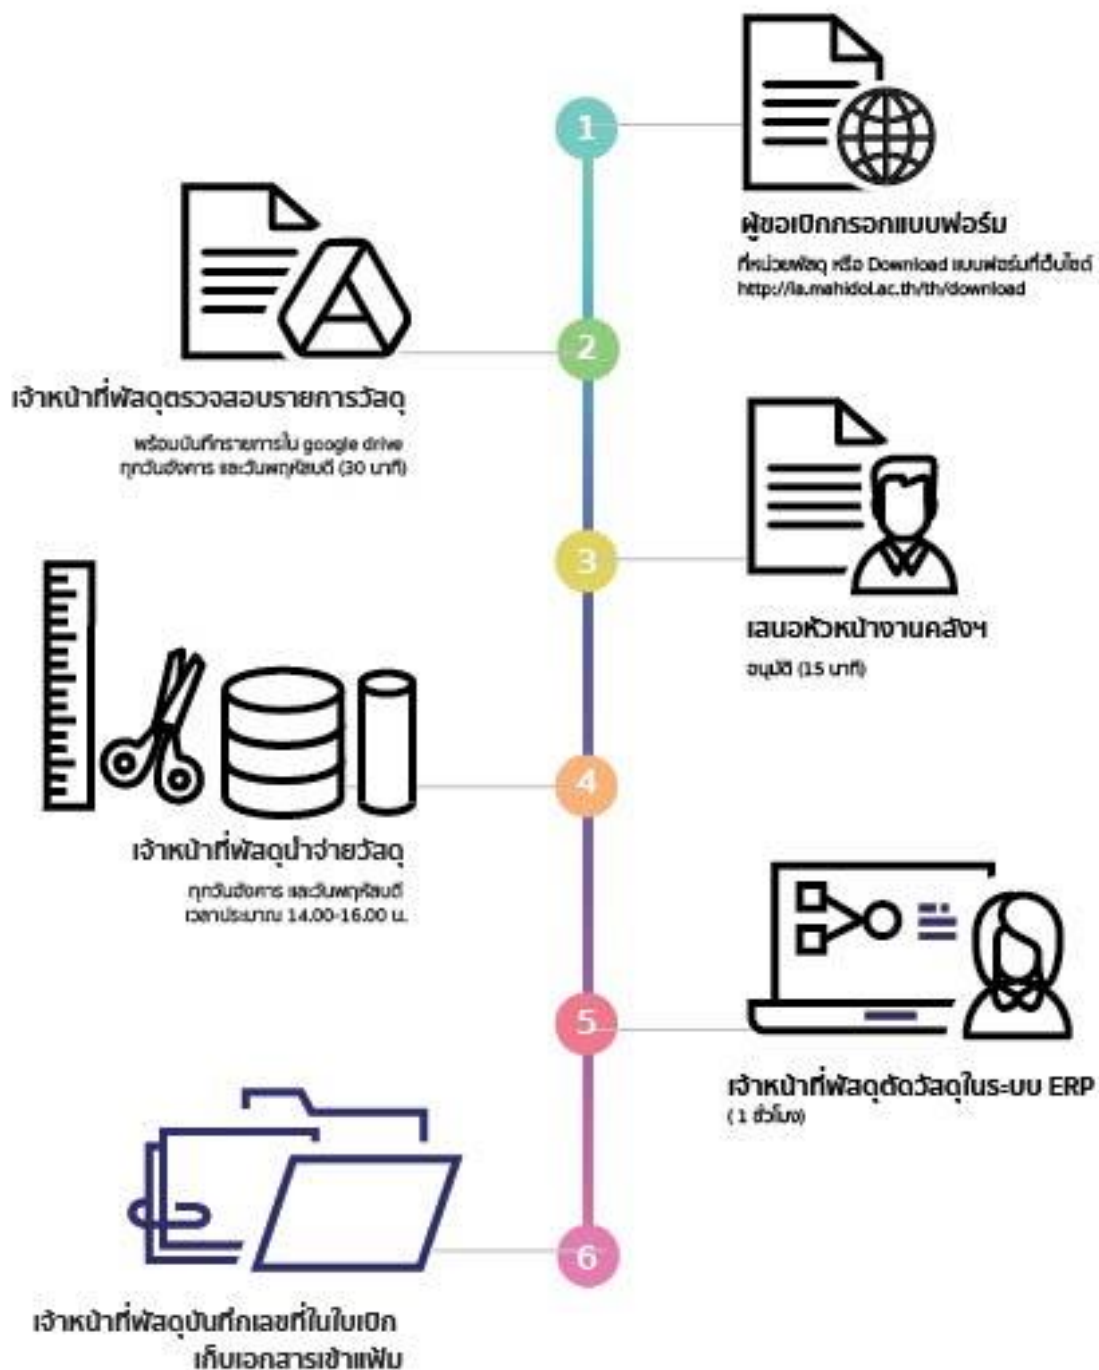 1
ผู้ขอเบิกกรอกแบบฟอร์ม
ที่หน่วยพัสดุ หรือ Download แบบฟอร์มที่เว็บไซต์
http://la.mahidol.ac.th/th/download
2
เจ้าหน้าที่พัสดุตรวจสอบรายการวัสดุ
พร้อมบันทึกรายการใน google drive
ทุกวันอังคาร และวันพฤหัสบดี (30 นาที)
3
เสนอหัวหน้างานคลังฯ
อนุมัติ (15 นาที)
4
เจ้าหน้าที่พัสดุนำจ่ายวัสดุ
ทุกวันอังคาร และวันพฤหัสบดี
เวลาประมาณ 14.00-16.00 น.
5
เจ้าหน้าที่พัสดุตัดวัสดุในระบบ ERP
( 1 ชั่วโมง)
6
เจ้าหน้าที่พัสดุบันทึกเลขที่ในใบเบิก
เก็บเอกสารเข้าแฟ้ม